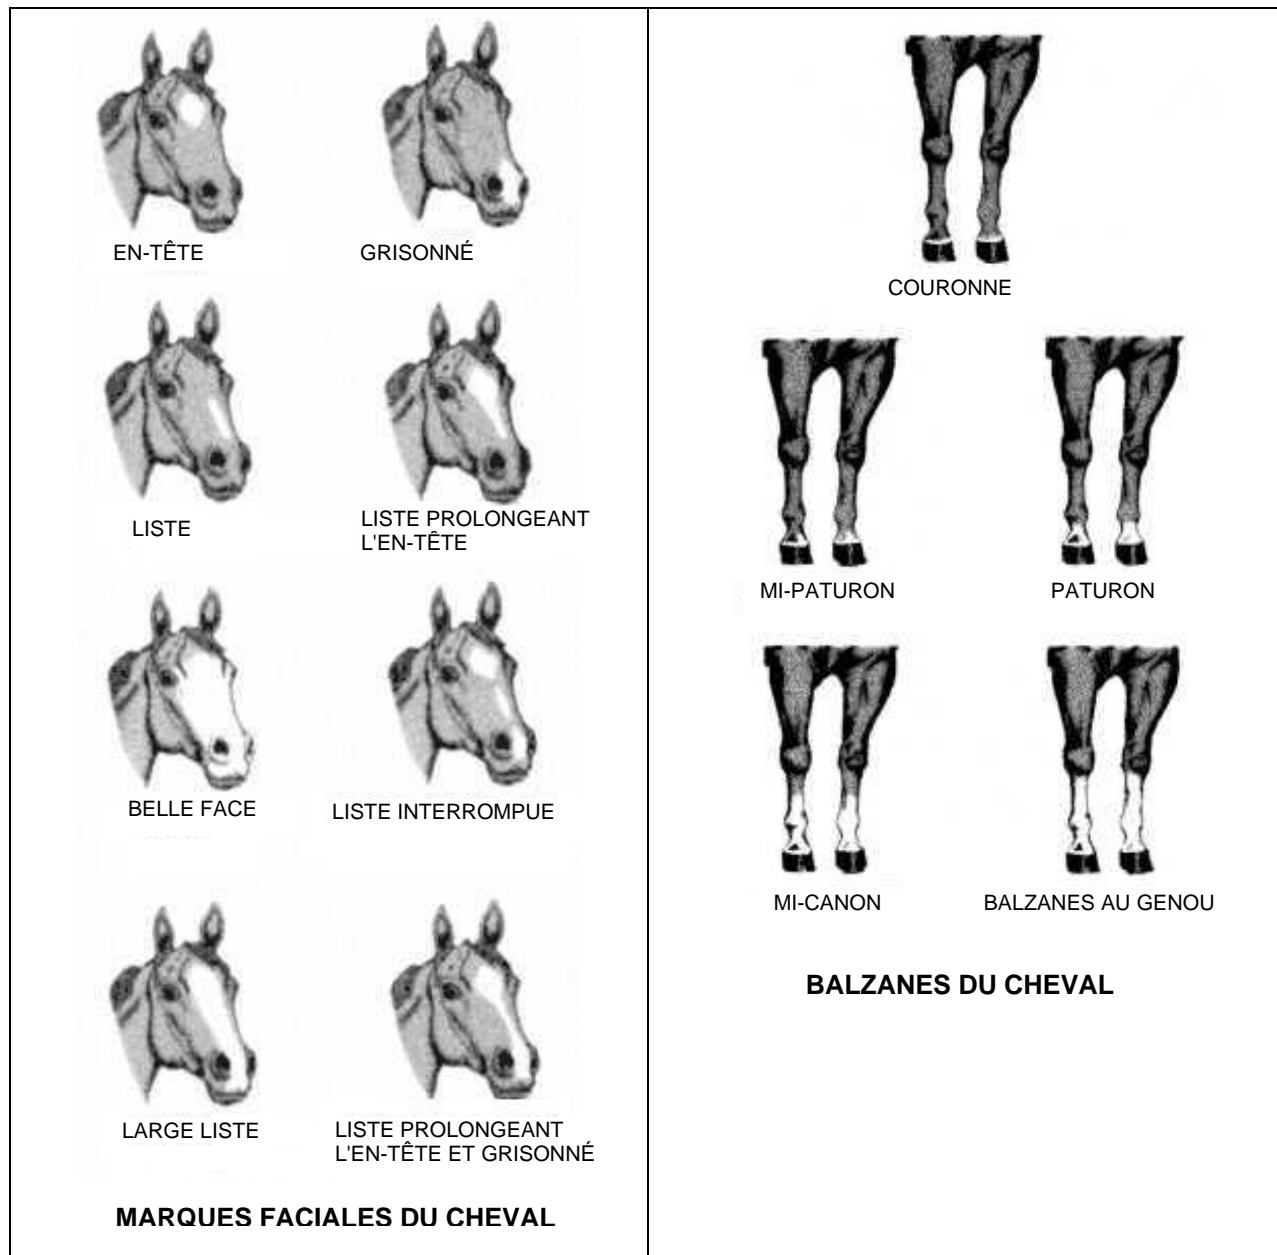 EN-TÊTE
GRISONNÉ
LISTE
LISTE PROLONGEANT
L'EN-TÊTE
BELLE FACE
LISTE INTERROMPUE
LARGE LISTE
LISTE PROLONGEANT
L'EN-TÊTE ET GRISONNÉ
MARQUES FACIALES DU CHEVAL
COURONNE
MI-PATURON
PATURON
MI-CANON
BALZANES AU GENOU
BALZANES DU CHEVAL